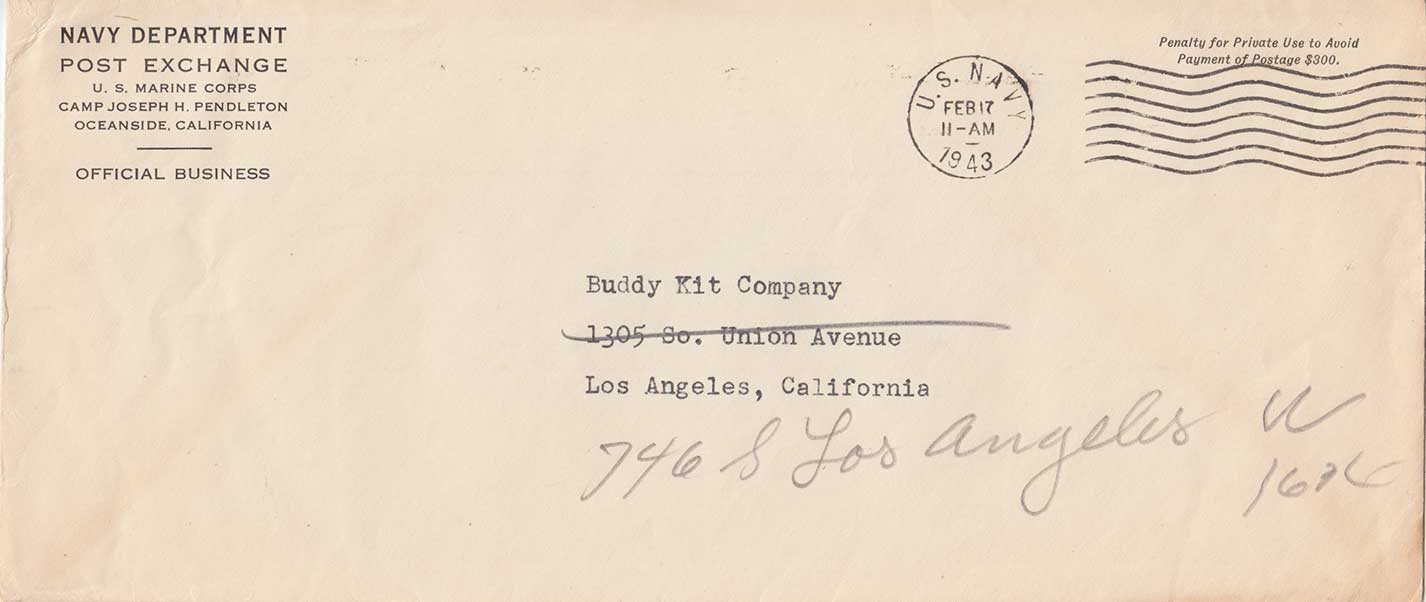 NAVY DEPARTMENT
POST EXCHANGE
U. S. MARINE CORPS
CAMP JOSEPH H. PENDLETON
OCEANSIDE, CALIFORNIA
OFFICIAL BUSINESS
U.S. NAVY
FEB 17
11-AM
1943
Penalty for Private Use to Avoid
Payment of Postage $300.
Buddy Kit Company
1305 So. Union Avenue
Los Angeles, California
746 S Los Angeles